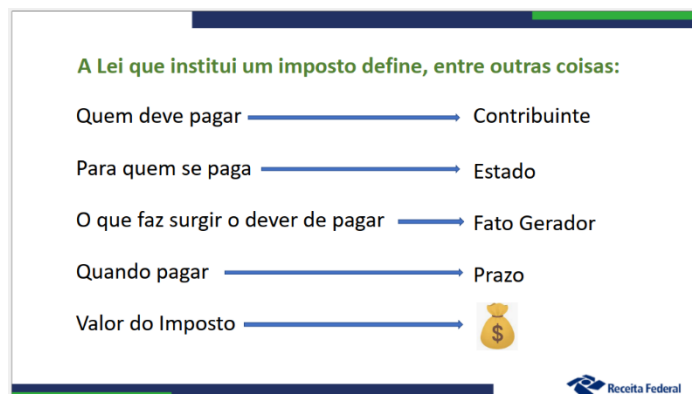 A Lei que institui um imposto define, entre outras coisas:
Quem deve pagar Contribuinte
Para quem se paga Estado
O que faz surgir o dever de pagar Fato Gerador
Quando pagar Prazo
Valor do Imposto $
Receita Federal